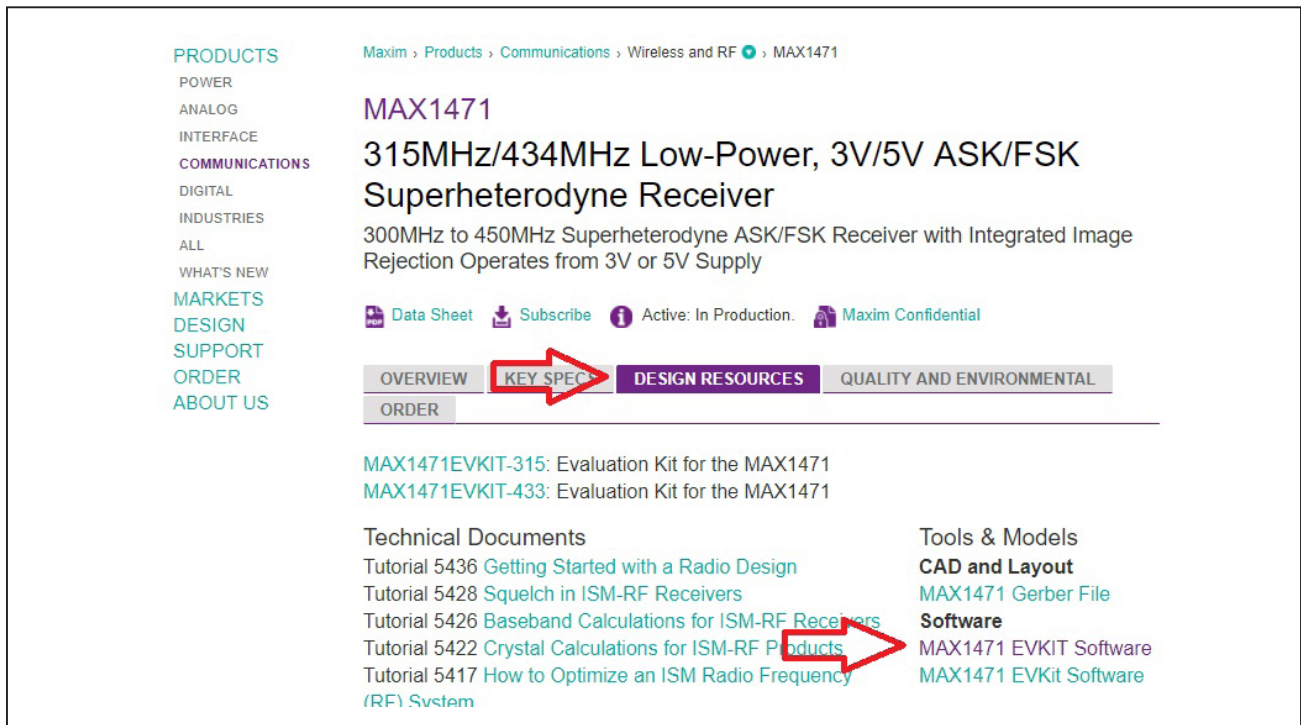 PRODUCTS
POWER
ANALOG
INTERFACE
COMMUNICATIONS
DIGITAL
INDUSTRIES
ALL
WHAT'S NEW
MARKETS
DESIGN
SUPPORT
ORDER
ABOUT US
Maxim › Products › Communications › Wireless and RF › MAX1471
MAX1471
315MHz/434MHz Low-Power, 3V/5V ASK/FSK
Superheterodyne Receiver
300MHz to 450MHz Superheterodyne ASK/FSK Receiver with Integrated Image
Rejection Operates from 3V or 5V Supply
PDF Data Sheet Subscribe i Active: In Production. Maxim Confidential
OVERVIEW KEY SPECS DESIGN RESOURCES QUALITY AND ENVIRONMENTAL
ORDER
MAX1471EVKIT-315: Evaluation Kit for the MAX1471
MAX1471EVKIT-433: Evaluation Kit for the MAX1471
Technical Documents
Tutorial 5436 Getting Started with a Radio Design
Tutorial 5428 Squelch in ISM-RF Receivers
Tutorial 5426 Baseband Calculations for ISM-RF Receivers
Tutorial 5422 Crystal Calculations for ISM-RF Products
Tutorial 5417 How to Optimize an ISM Radio Frequency
(RF) System
Tools & Models
CAD and Layout
MAX1471 Gerber File
Software
MAX1471 EVKIT Software
MAX1471 EVKit Software